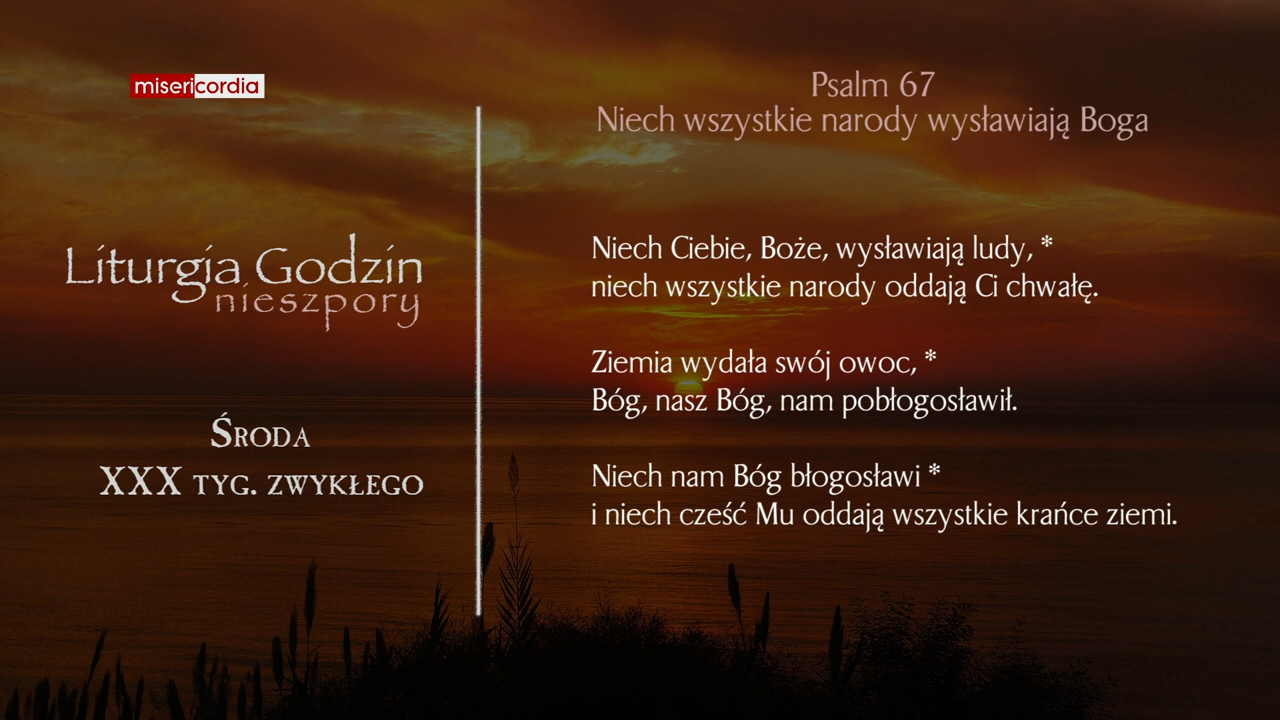 misericordia
Liturgia Godzin
nieszpory
Środa
XXX tyg. zwykłego
Psalm 67
Niech wszystkie narody wysławiają Boga
Niech Ciebie, Boże, wysławiają ludy, *
niech wszystkie narody oddają Ci chwałę.
Ziemia wydała swój owoc, *
Bóg, nasz Bóg, nam pobłogosławił.
Niech nam Bóg błogosławi *
i niech cześć Mu oddają wszystkie krańce ziemi.